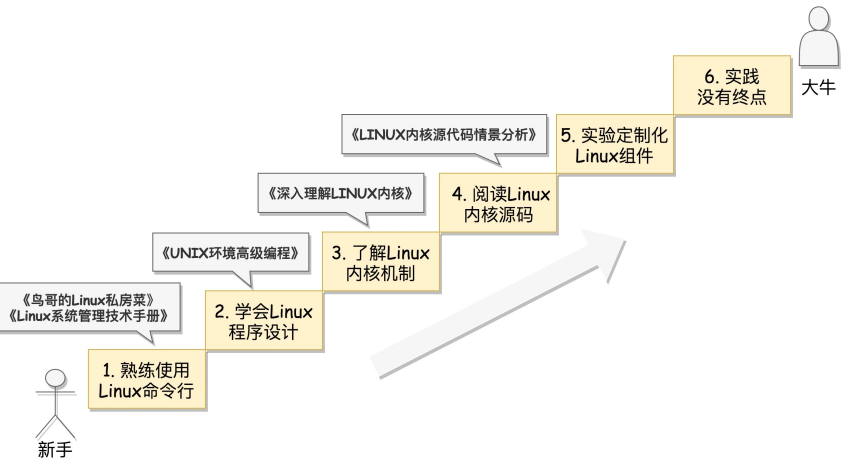 大牛
6. 实践
没有终点
《LINUX内核源代码情景分析》
5. 实验定制化
Linux组件
《深入理解LINUX内核》
4. 阅读Linux
内核源码
《UNIX环境高级编程》
3. 了解Linux
内核机制
《鸟哥的Linux私房菜》
《Linux系统管理技术手册》
2. 学会Linux
程序设计
1. 熟练使用
Linux命令行
新手